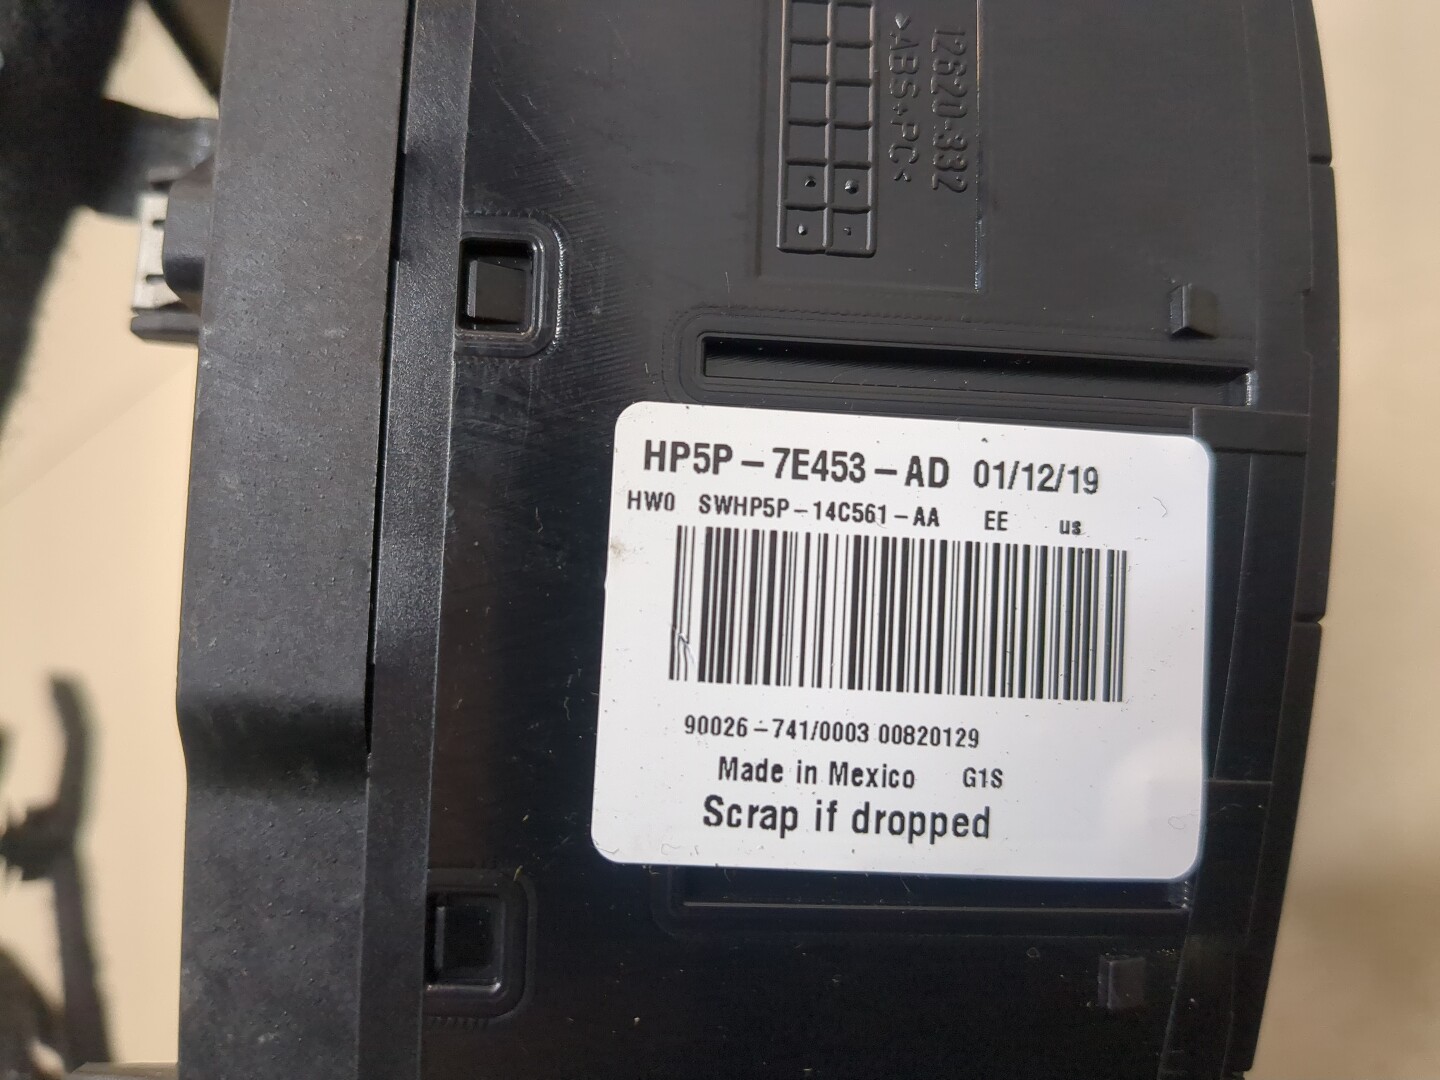 12620-332
>ABS+PC<
HP5P-7E453-AD 01/12/19
HW0 SWHP5P-14C561-AA EE us
90026-741/0003 00820129
Made in Mexico G1S
Scrap if dropped